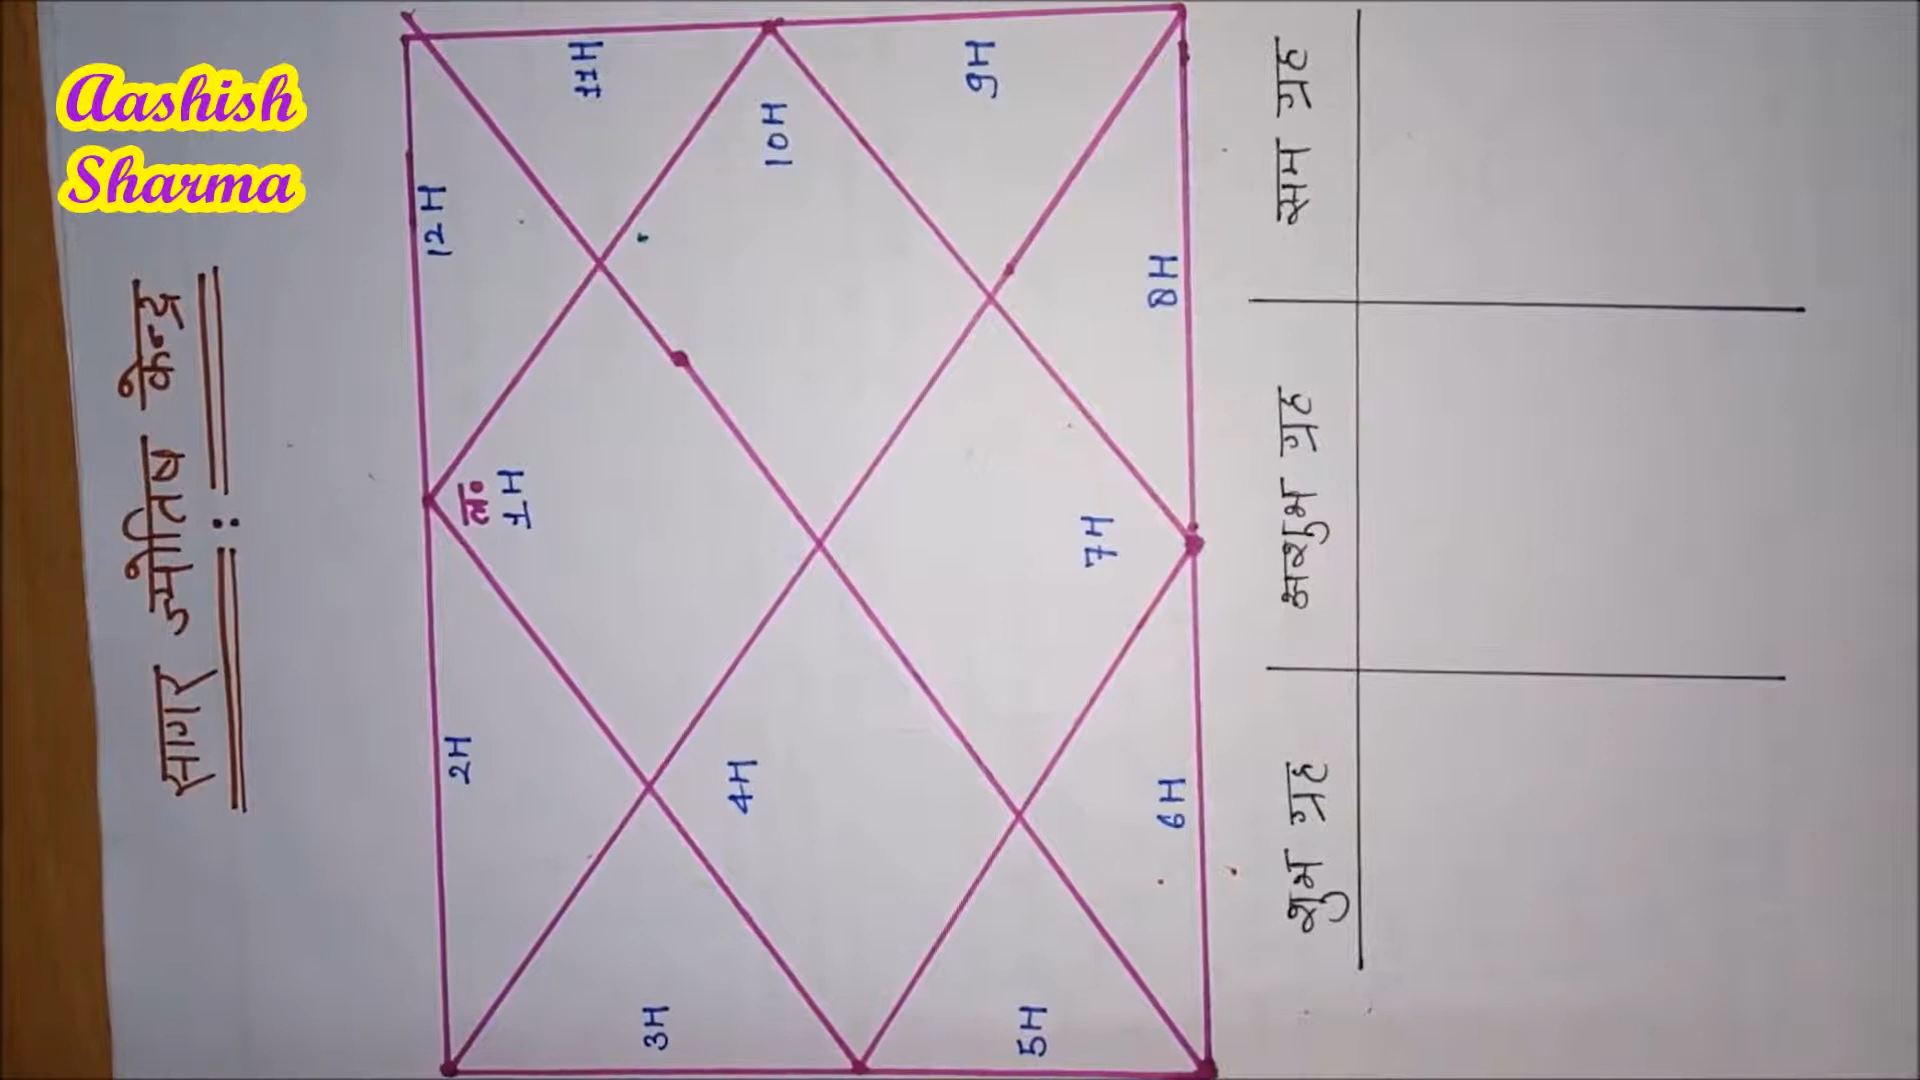 Aashish
Sharma
सागर ज्योतिष केन्द्र
ल॰
1H
2H
3H
4H
5H
6H
7H
8H
9H
10H
11H
12H
शुभ ग्रह
अशुभ ग्रह
सम ग्रह